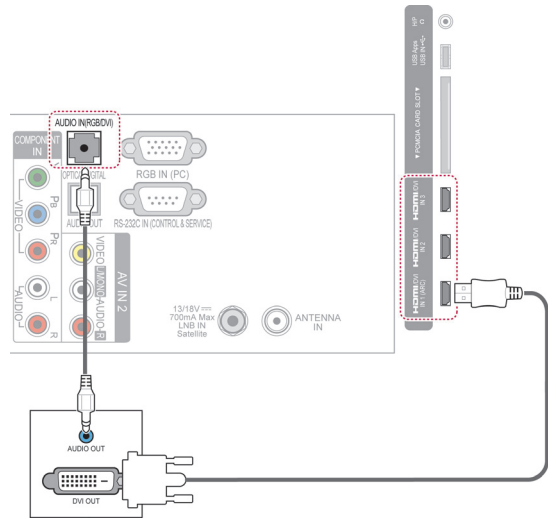 H/P
USB Apps
USB IN
▼ PCMCIA CARD SLOT ▼
HDMI/DVI
IN 3
HDMI/DVI
IN 2
HDMI/DVI
IN 1 (ARC)
AUDIO IN(RGB/DVI)
COMPONENT
IN
VIDEO
Y
PB
PR
AUDIO
L
R
OPTICAL DIGITAL
AUDIO OUT
RGB IN (PC)
RS-232C IN (CONTROL & SERVICE)
VIDEO
L/MONO
AUDIO
R
AV IN 2
13/18V
700mA Max
LNB IN
Satellite
ANTENNA
IN
AUDIO OUT
DVI OUT